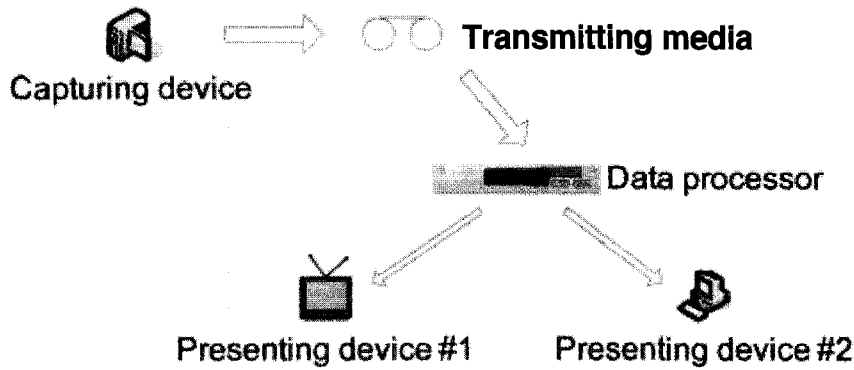 Transmitting media
Capturing device
Data processor
Presenting device #1
Presenting device #2